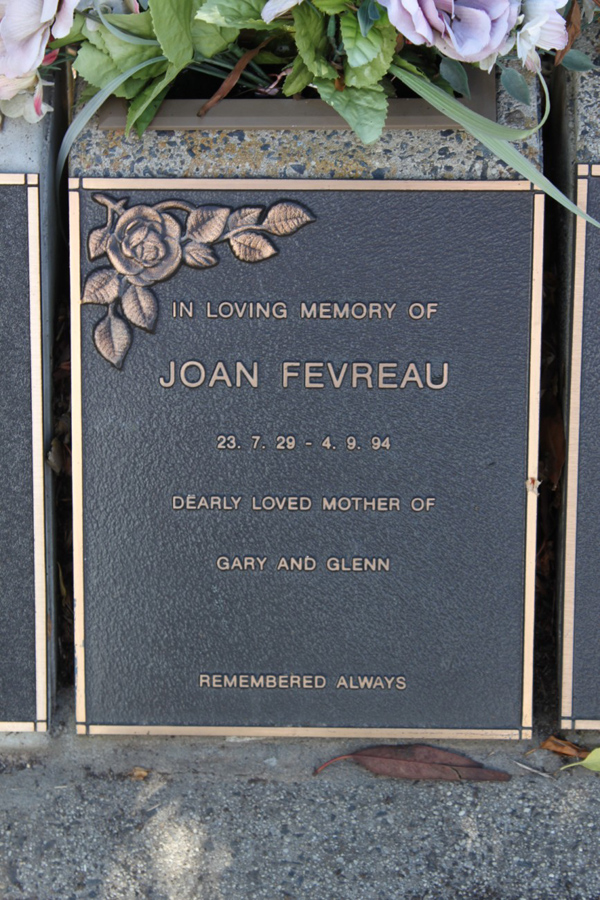 IN LOVING MEMORY OF
JOAN FEVREAU
23. 7. 29 - 4. 9. 94
DEARLY LOVED MOTHER OF
GARY AND GLENN
REMEMBERED ALWAYS